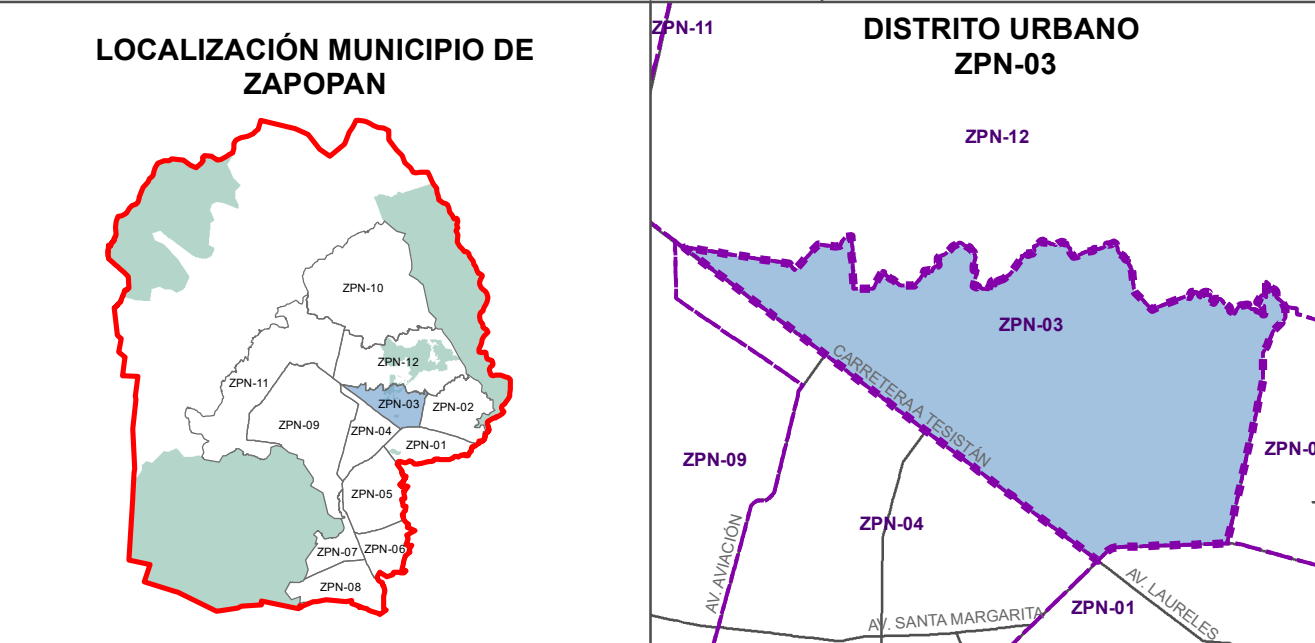 LOCALIZACIÓN MUNICIPIO DE
ZAPOPAN
ZPN-10
ZPN-12
ZPN-11
ZPN-03
ZPN-02
ZPN-09
ZPN-04
ZPN-01
ZPN-05
ZPN-07
ZPN-06
ZPN-08
DISTRITO URBANO
ZPN-03
ZPN-11
ZPN-12
ZPN-03
CARRETERA A TESISTÁN
ZPN-09
ZPN-0
ZPN-04
AV. AVIACIÓN
AV. SANTA MARGARITA
ZPN-01
AV. LAURELES